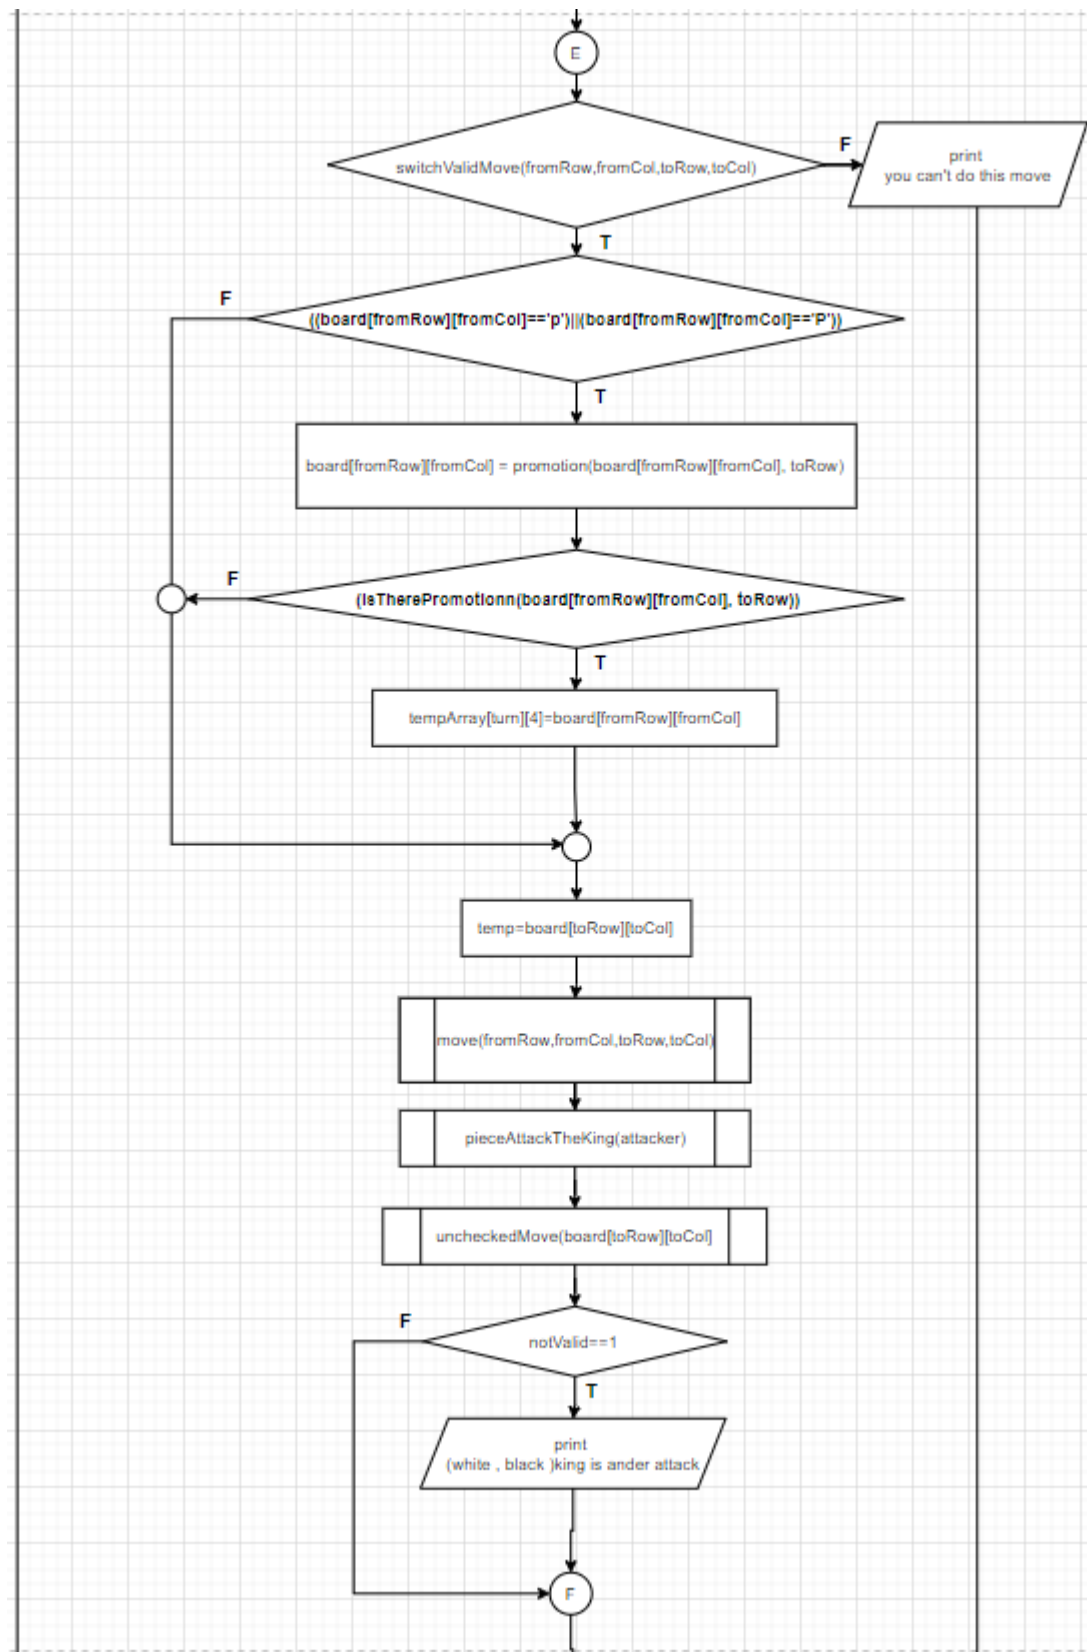 E
switchValidMove(fromRow,fromCol,toRow,toCol)
F
print
you can't do this move
T
F
((board[fromRow][fromCol]=='p')||(board[fromRow][fromCol]=='P'))
T
board[fromRow][fromCol] = promotion(board[fromRow][fromCol], toRow)
F
(isTherePromotionn(board[fromRow][fromCol], toRow))
T
tempArray[turn][4]=board[fromRow][fromCol]
temp=board[toRow][toCol]
move(fromRow,fromCol,toRow,toCol)
pieceAttackTheKing(attacker)
uncheckedMove(board[toRow][toCol]
F
notValid==1
T
print
(white , black )king is ander attack
F